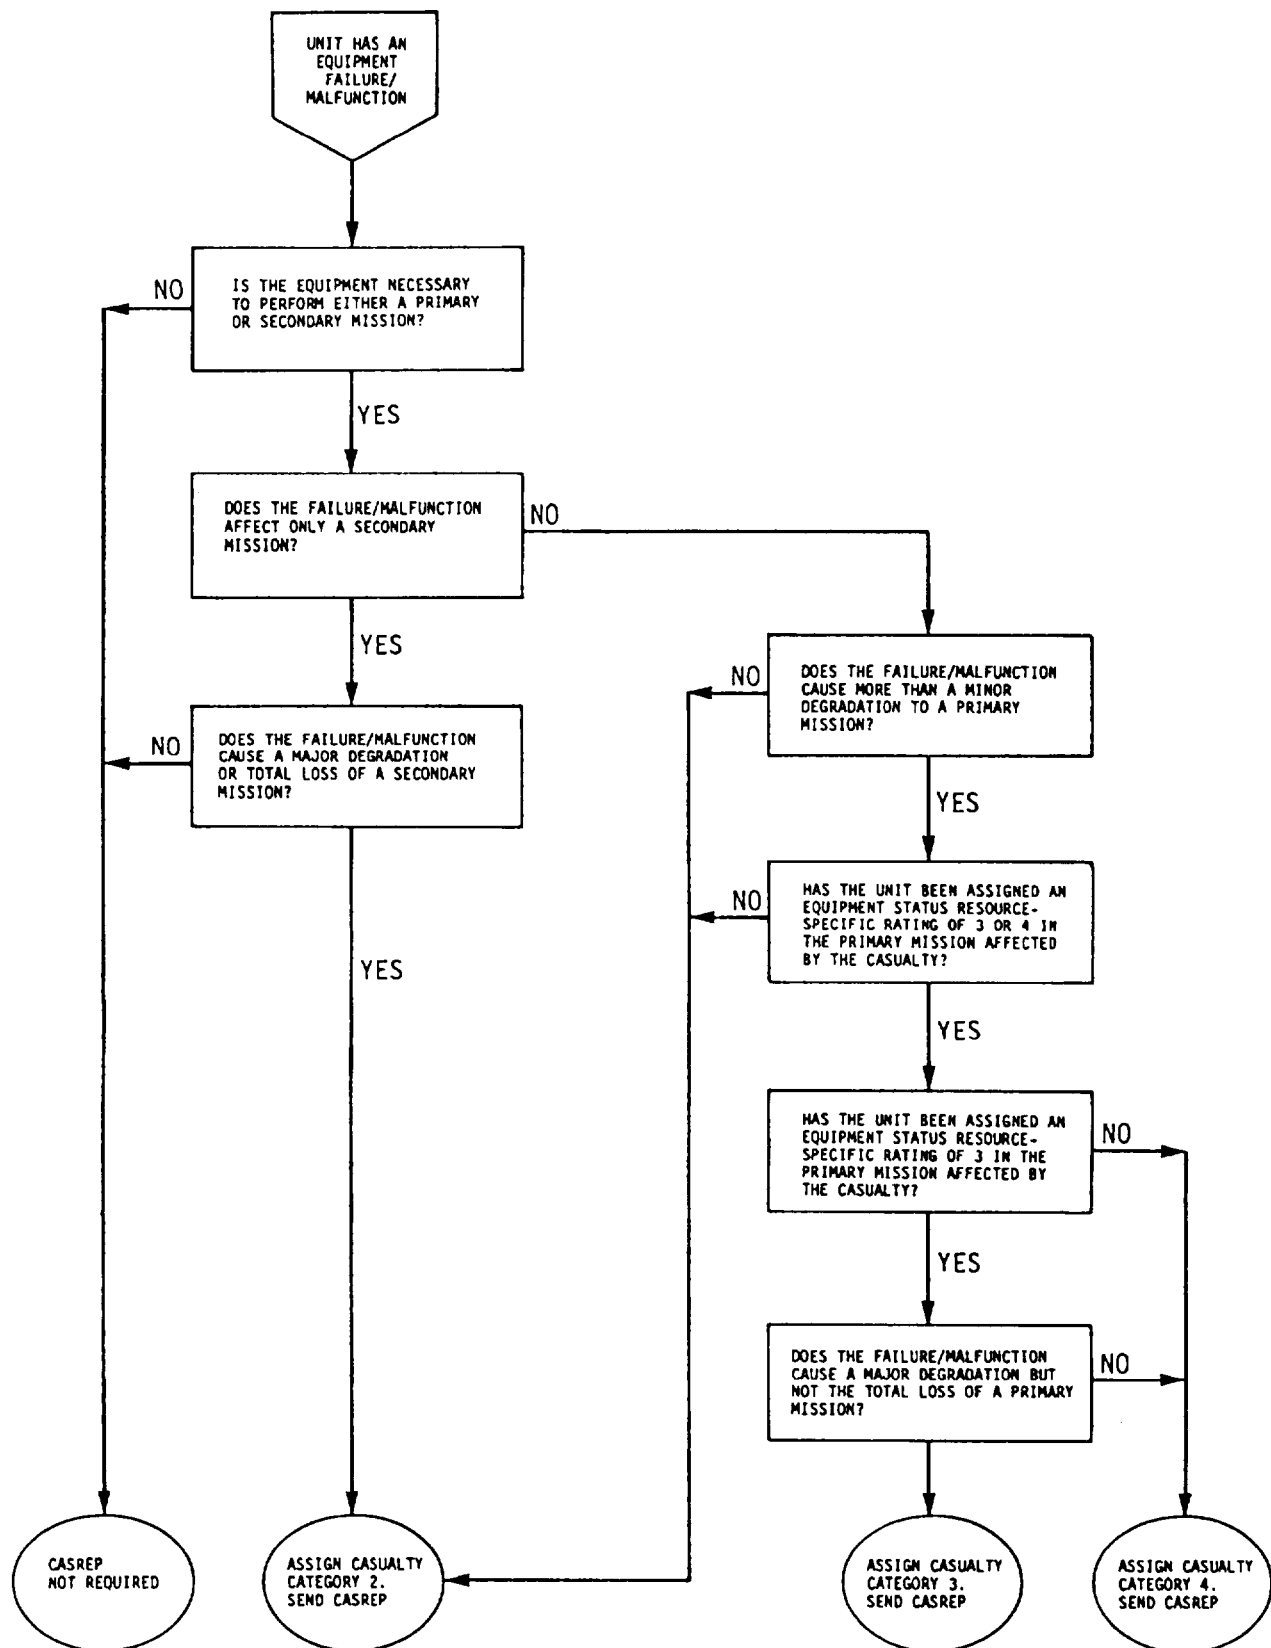 UNIT HAS AN
EQUIPMENT
FAILURE/
MALFUNCTION
NO
IS THE EQUIPMENT NECESSARY
TO PERFORM EITHER A PRIMARY
OR SECONDARY MISSION?
YES
DOES THE FAILURE/MALFUNCTION
AFFECT ONLY A SECONDARY
MISSION?
NO
YES
NO
DOES THE FAILURE/MALFUNCTION
CAUSE MORE THAN A MINOR
DEGRADATION TO A PRIMARY
MISSION?
NO
DOES THE FAILURE/MALFUNCTION
CAUSE A MAJOR DEGRADATION
OR TOTAL LOSS OF A SECONDARY
MISSION?
YES
NO
HAS THE UNIT BEEN ASSIGNED AN
EQUIPMENT STATUS RESOURCE-
SPECIFIC RATING OF 3 OR 4 IN
THE PRIMARY MISSION AFFECTED
BY THE CASUALTY?
YES
YES
HAS THE UNIT BEEN ASSIGNED AN
EQUIPMENT STATUS RESOURCE-
SPECIFIC RATING OF 3 IN THE
PRIMARY MISSION AFFECTED BY
THE CASUALTY?
NO
YES
DOES THE FAILURE/MALFUNCTION
CAUSE A MAJOR DEGRADATION BUT
NOT THE TOTAL LOSS OF A PRIMARY
MISSION?
NO
CASREP
NOT REQUIRED
ASSIGN CASUALTY
CATEGORY 2.
SEND CASREP
ASSIGN CASUALTY
CATEGORY 3.
SEND CASREP
ASSIGN CASUALTY
CATEGORY 4.
SEND CASREP